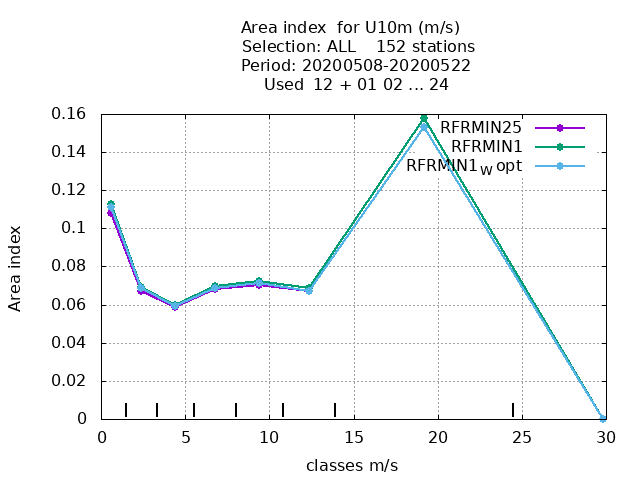 Area index  for U10m (m/s)
Selection: ALL    152 stations
Period: 20200508-20200522
Used  12 + 01 02 ... 24
RFRMIN25
RFRMIN1
RFRMIN1_W opt
Area index
0.16
0.14
0.12
0.1
0.08
0.06
0.04
0.02
0
0 5 10 15 20 25 30
classes m/s